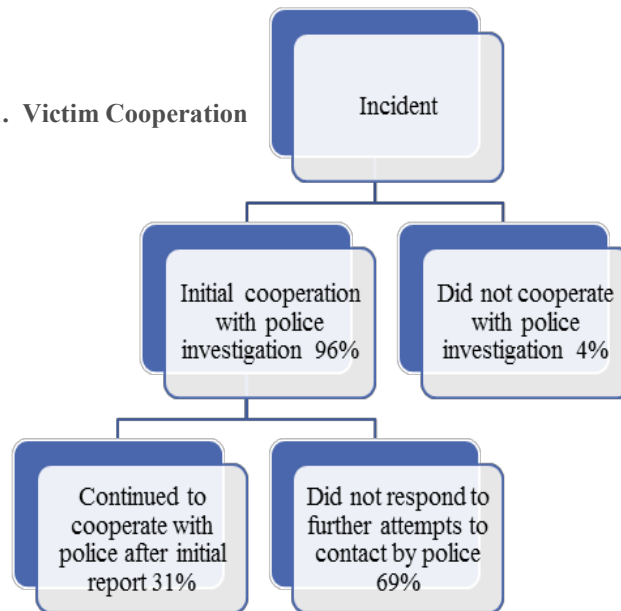 . Victim Cooperation
Incident
Initial cooperation
with police
investigation 96%
Did not cooperate
with police
investigation 4%
Continued to
cooperate with
police after initial
report 31%
Did not respond to
further attempts to
contact by police
69%